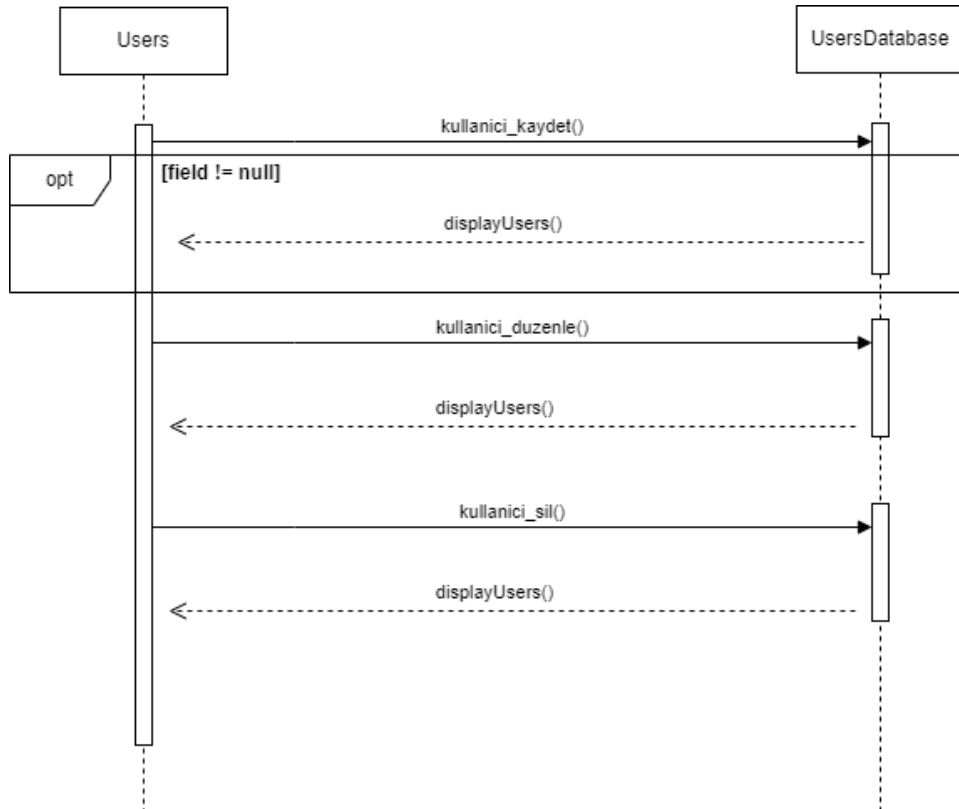 Users
UsersDatabase
kullanici_kaydet()
opt
[field != null]
displayUsers()
kullanici_duzenle()
displayUsers()
kullanici_sil()
displayUsers()